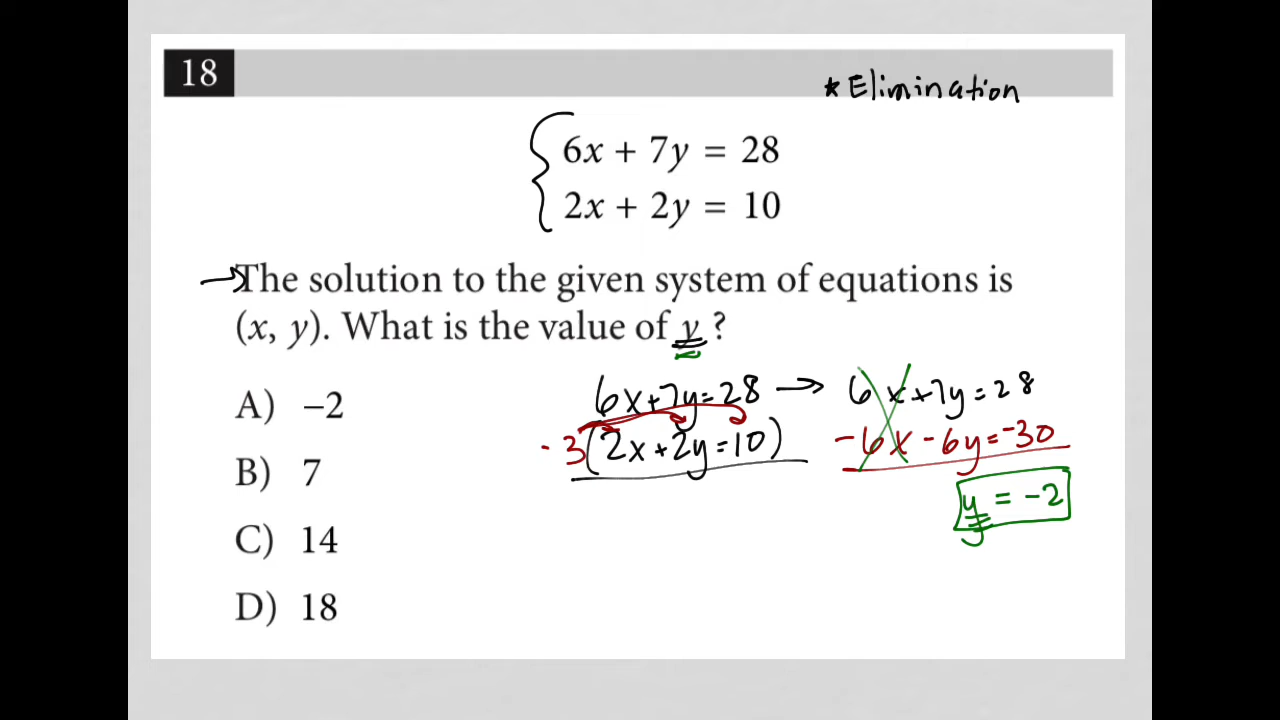 18
*Elimination
6x + 7y = 28
2x + 2y = 10
The solution to the given system of equations is
(x, y). What is the value of y ?
A) −2
B) 7
C) 14
D) 18
6x+7y=28 → 6x+7y=28
-3(2x+2y=10) -6x-6y=-30
y = -2